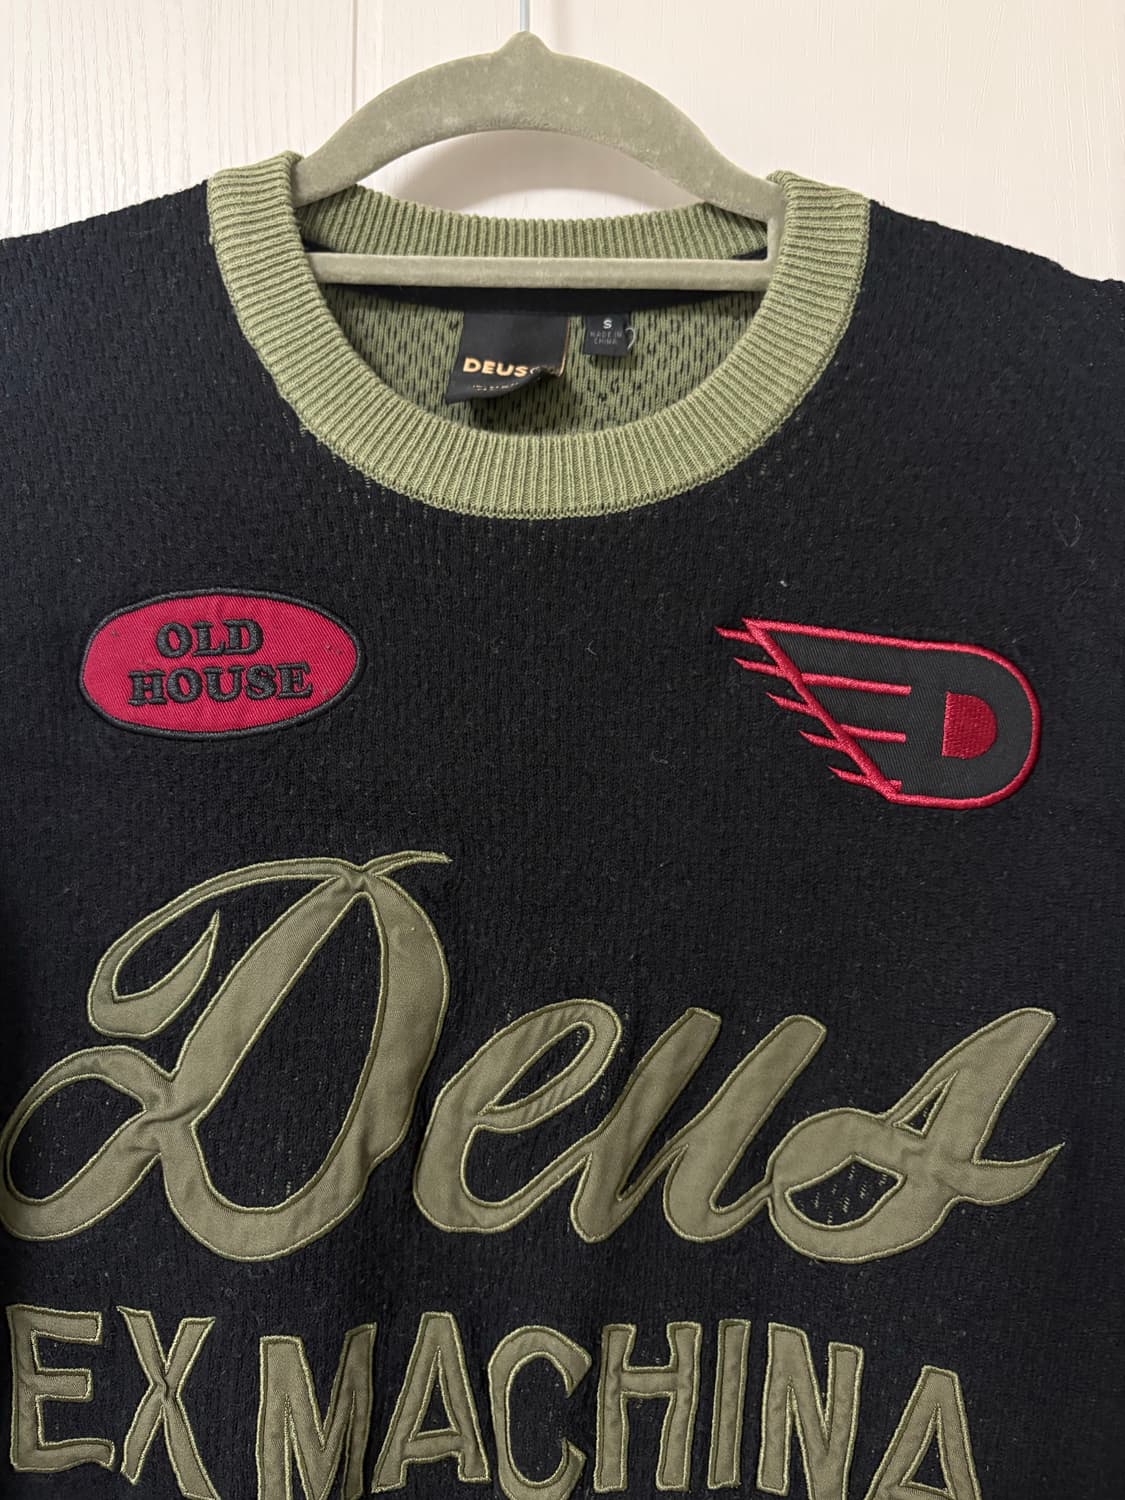 DEUS
S
MADE IN
CHINA
OLD
HOUSE
D
Deus
EX MACHINA